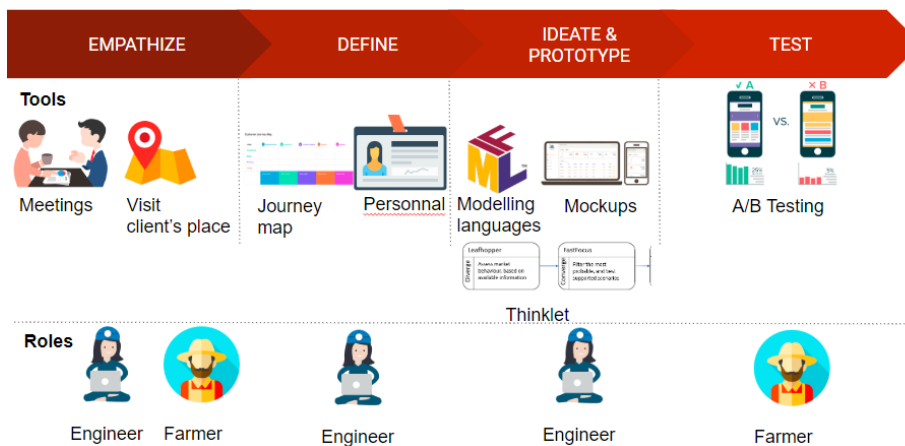 EMPATHIZE
DEFINE
IDEATE &
PROTOTYPE
TEST
Tools
✓ A
✕ B
VS.
Meetings
Visit
client's place
Journey
map
Personnal
IF
ML
Modelling
languages
Mockups
A/B Testing
Leafhopper
Diverge
Assess market
behaviour, based on
available information
FastFocus
Converge
Filter the most
probable, and best
supported scenarios
Thinklet
Roles
Engineer
Farmer
Engineer
Engineer
Farmer